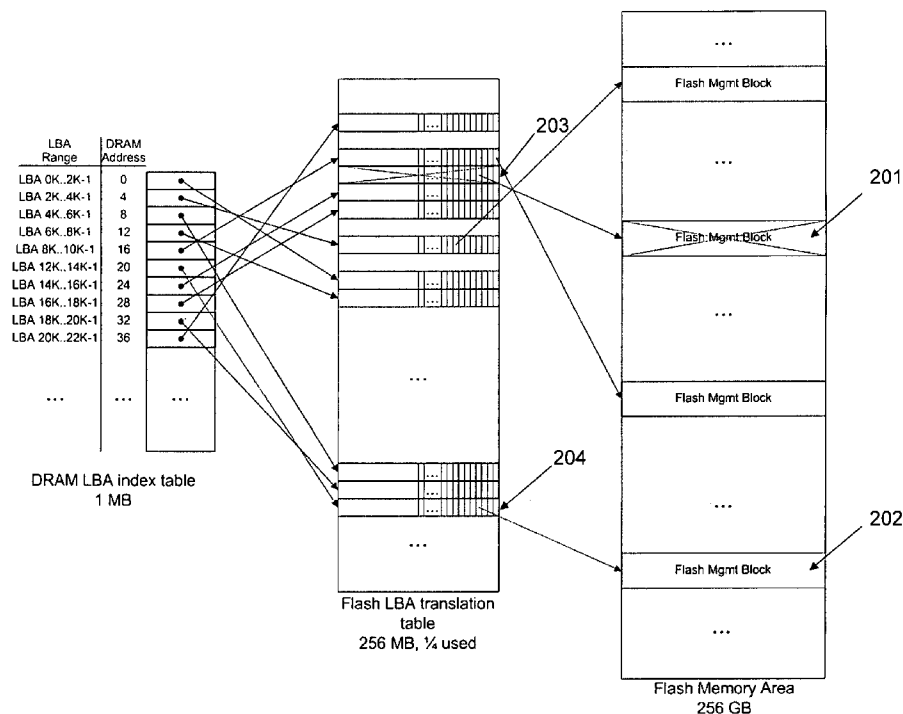 LBA Range DRAM Address
LBA 0K..2K-1 0
LBA 2K..4K-1 4
LBA 4K..6K-1 8
LBA 6K..8K-1 12
LBA 8K..10K-1 16
LBA 12K..14K-1 20
LBA 14K..16K-1 24
LBA 16K..18K-1 28
LBA 18K..20K-1 32
LBA 20K..22K-1 36
... ... ...
DRAM LBA index table
1 MB
...
...
...
...
...
...
...
...
...
203
...
...
...
...
204
...
Flash LBA translation
table
256 MB, ¼ used
...
Flash Mgmt Block
...
Flash Mgmt Block
201
...
Flash Mgmt Block
...
Flash Mgmt Block
202
...
Flash Memory Area
256 GB